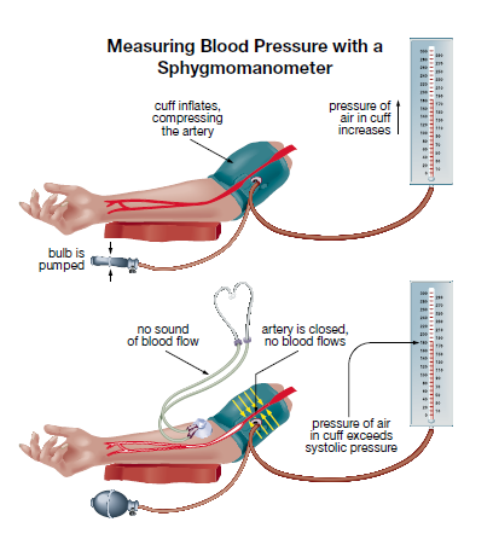 Measuring Blood Pressure with a
Sphygmomanometer
cuff inflates,
compressing
the artery
pressure of
air in cuff
increases
bulb is
pumped
no sound
of blood flow
artery is closed,
no blood flows
pressure of air
in cuff exceeds
systolic pressure